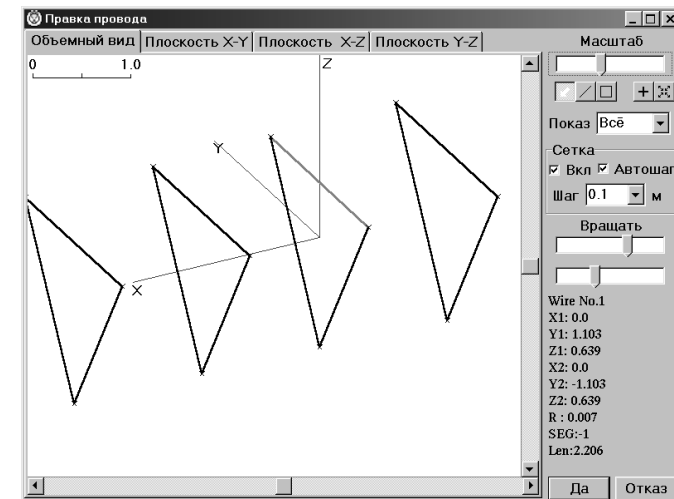 Правка провода
Объемный вид Плоскость X-Y Плоскость X-Z Плоскость Y-Z
0 1.0
Z
Y
X
Масштаб
Показ Всё
Сетка
Вкл Автошаг
Шаг 0.1 м
Вращать
Wire No.1
X1: 0.0
Y1: 1.103
Z1: 0.639
X2: 0.0
Y2: -1.103
Z2: 0.639
R : 0.007
SEG:-1
Len:2.206
Да Отказ